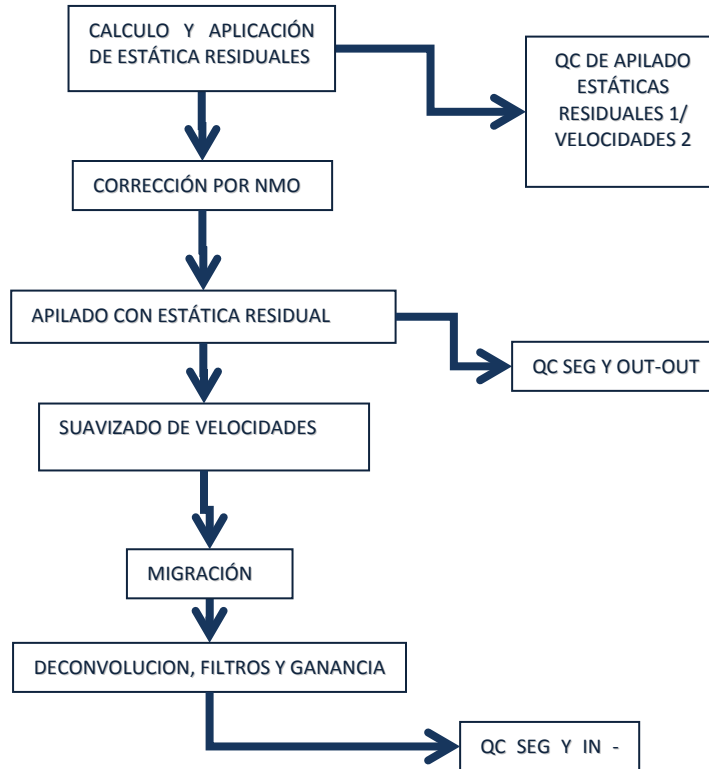 CALCULO Y APLICACIÓN
DE ESTÁTICA RESIDUALES
QC DE APILADO
ESTÁTICAS
RESIDUALES 1/
VELOCIDADES 2
CORRECCIÓN POR NMO
APILADO CON ESTÁTICA RESIDUAL
QC SEG Y OUT-OUT
SUAVIZADO DE VELOCIDADES
MIGRACIÓN
DECONVOLUCION, FILTROS Y GANANCIA
QC SEG Y IN -